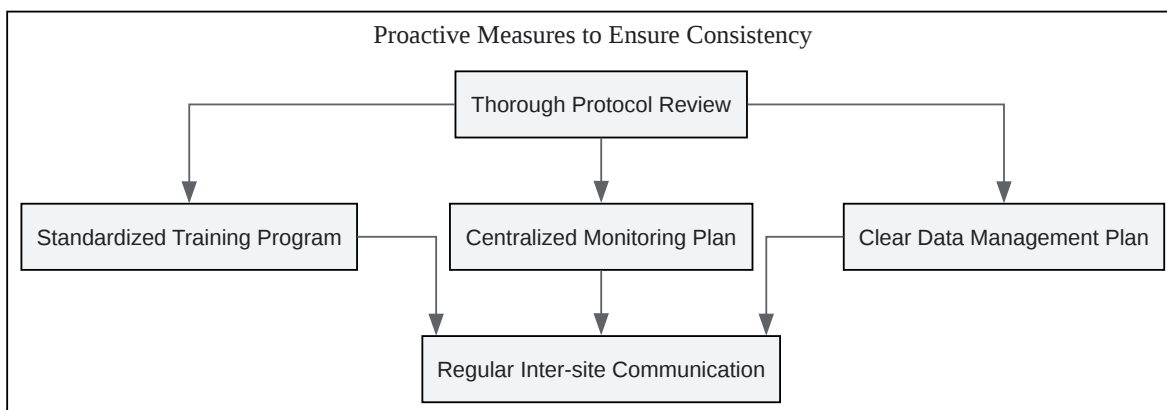 Proactive Measures to Ensure Consistency
Thorough Protocol Review
Standardized Training Program
Centralized Monitoring Plan
Clear Data Management Plan
Regular Inter-site Communication